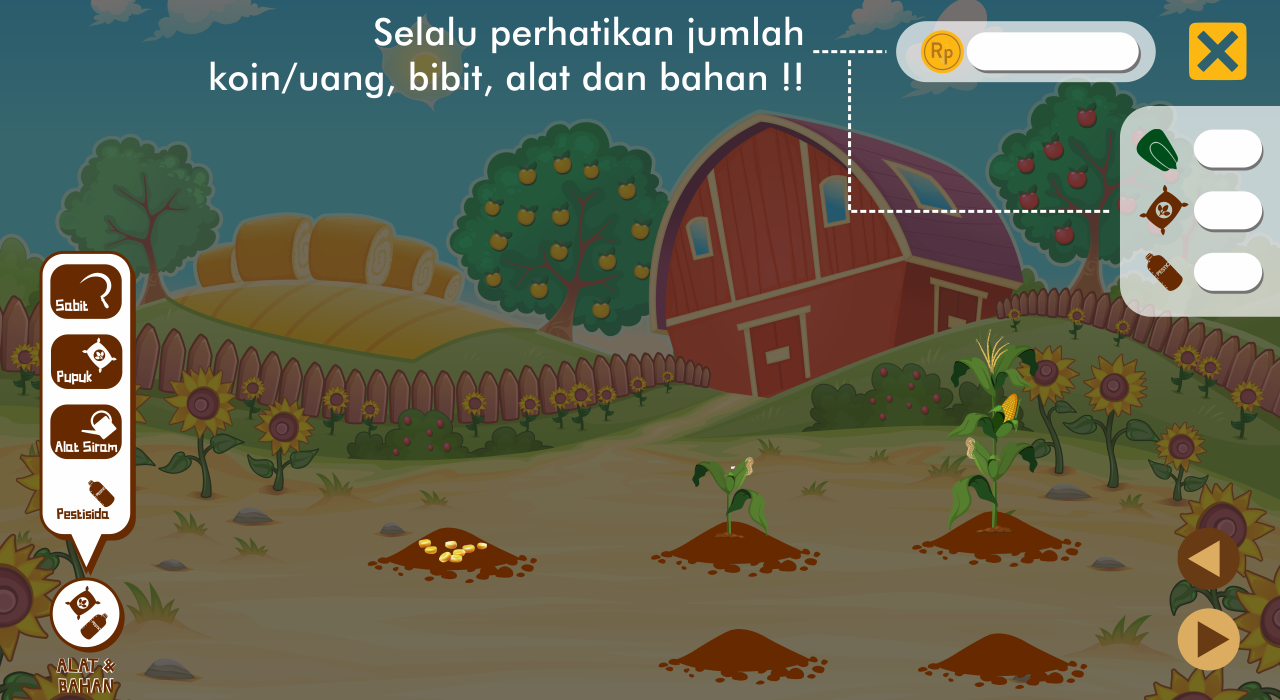 Selalu perhatikan jumlah
koin/uang, bibit, alat dan bahan !!
Rp
Sabit
Pupuk
Alat Siram
Pestisida
ALAT &
BAHAN